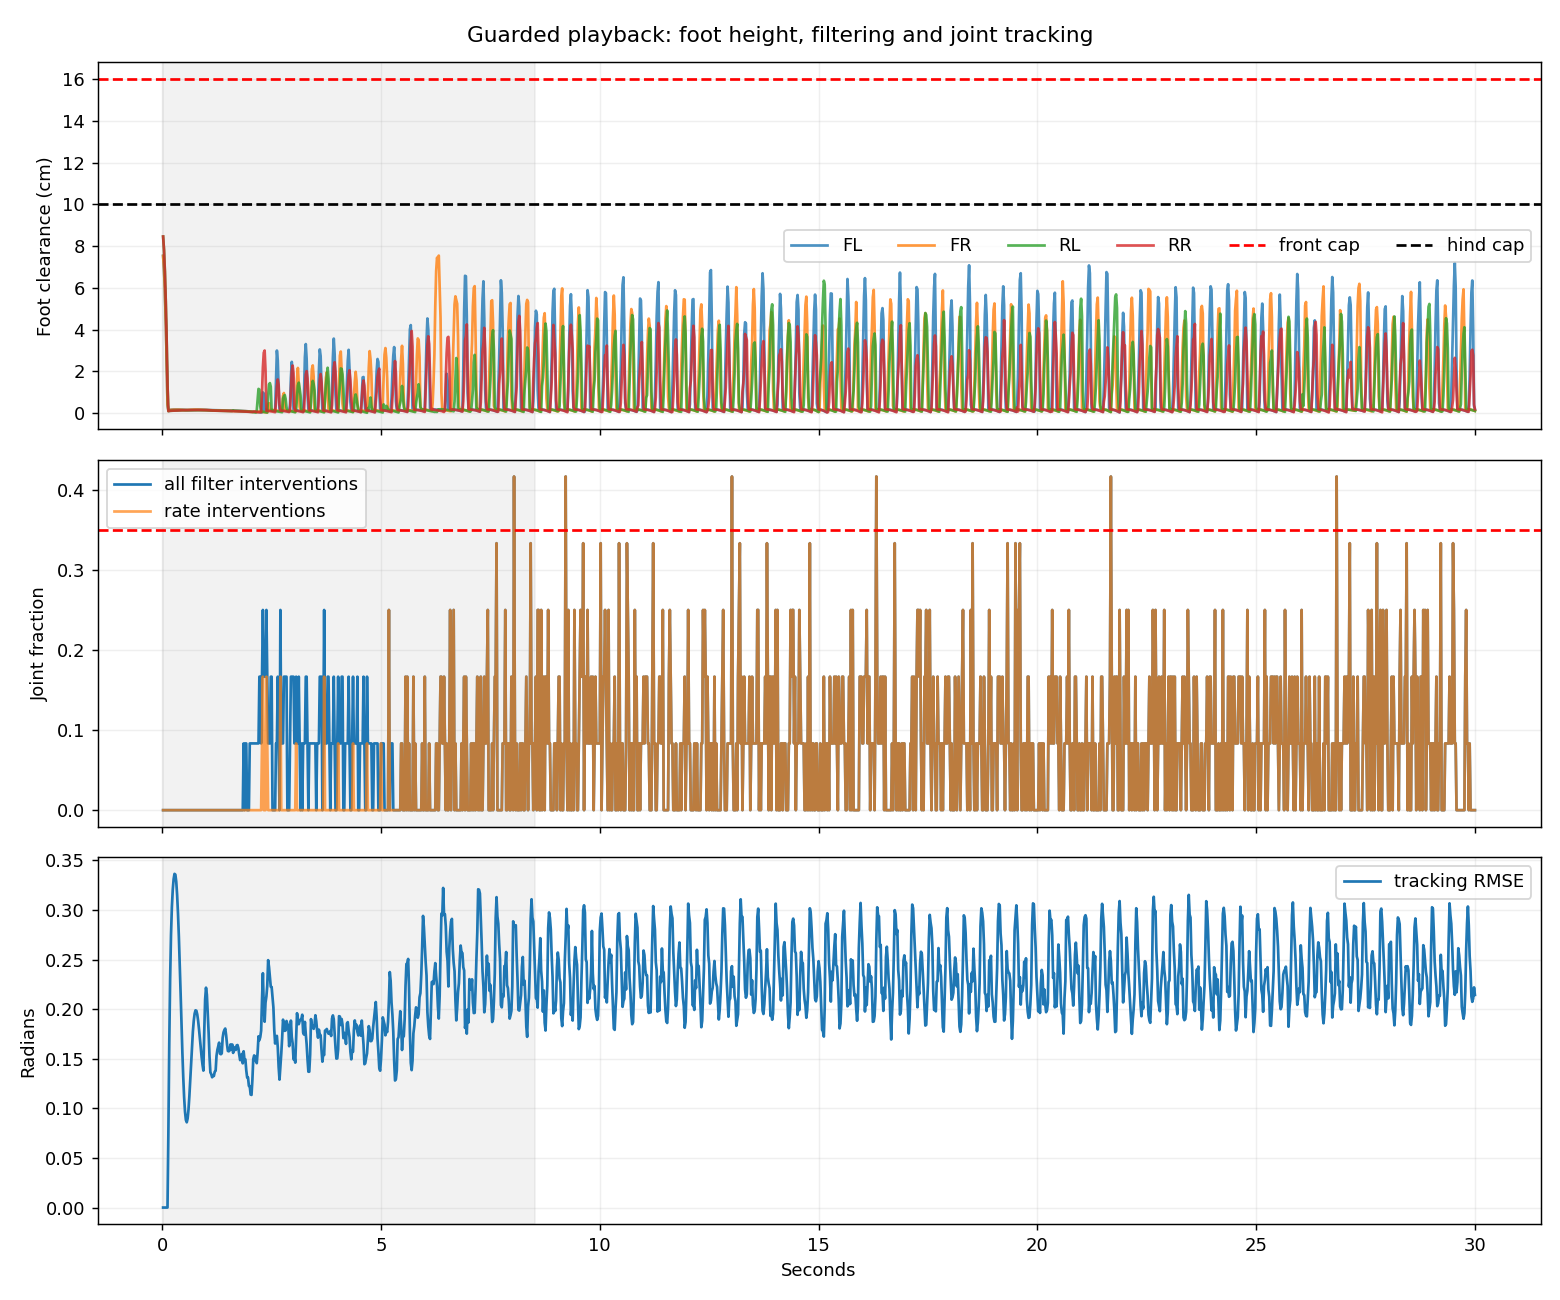 Guarded playback: foot height, filtering and joint tracking
Foot clearance (cm)
16
14
12
10
8
6
4
2
0
FL FR RL RR front cap hind cap
Joint fraction
0.4
0.3
0.2
0.1
0.0
all filter interventions
rate interventions
Radians
0.35
0.30
0.25
0.20
0.15
0.10
0.05
0.00
tracking RMSE
0 5 10 15 20 25 30
Seconds